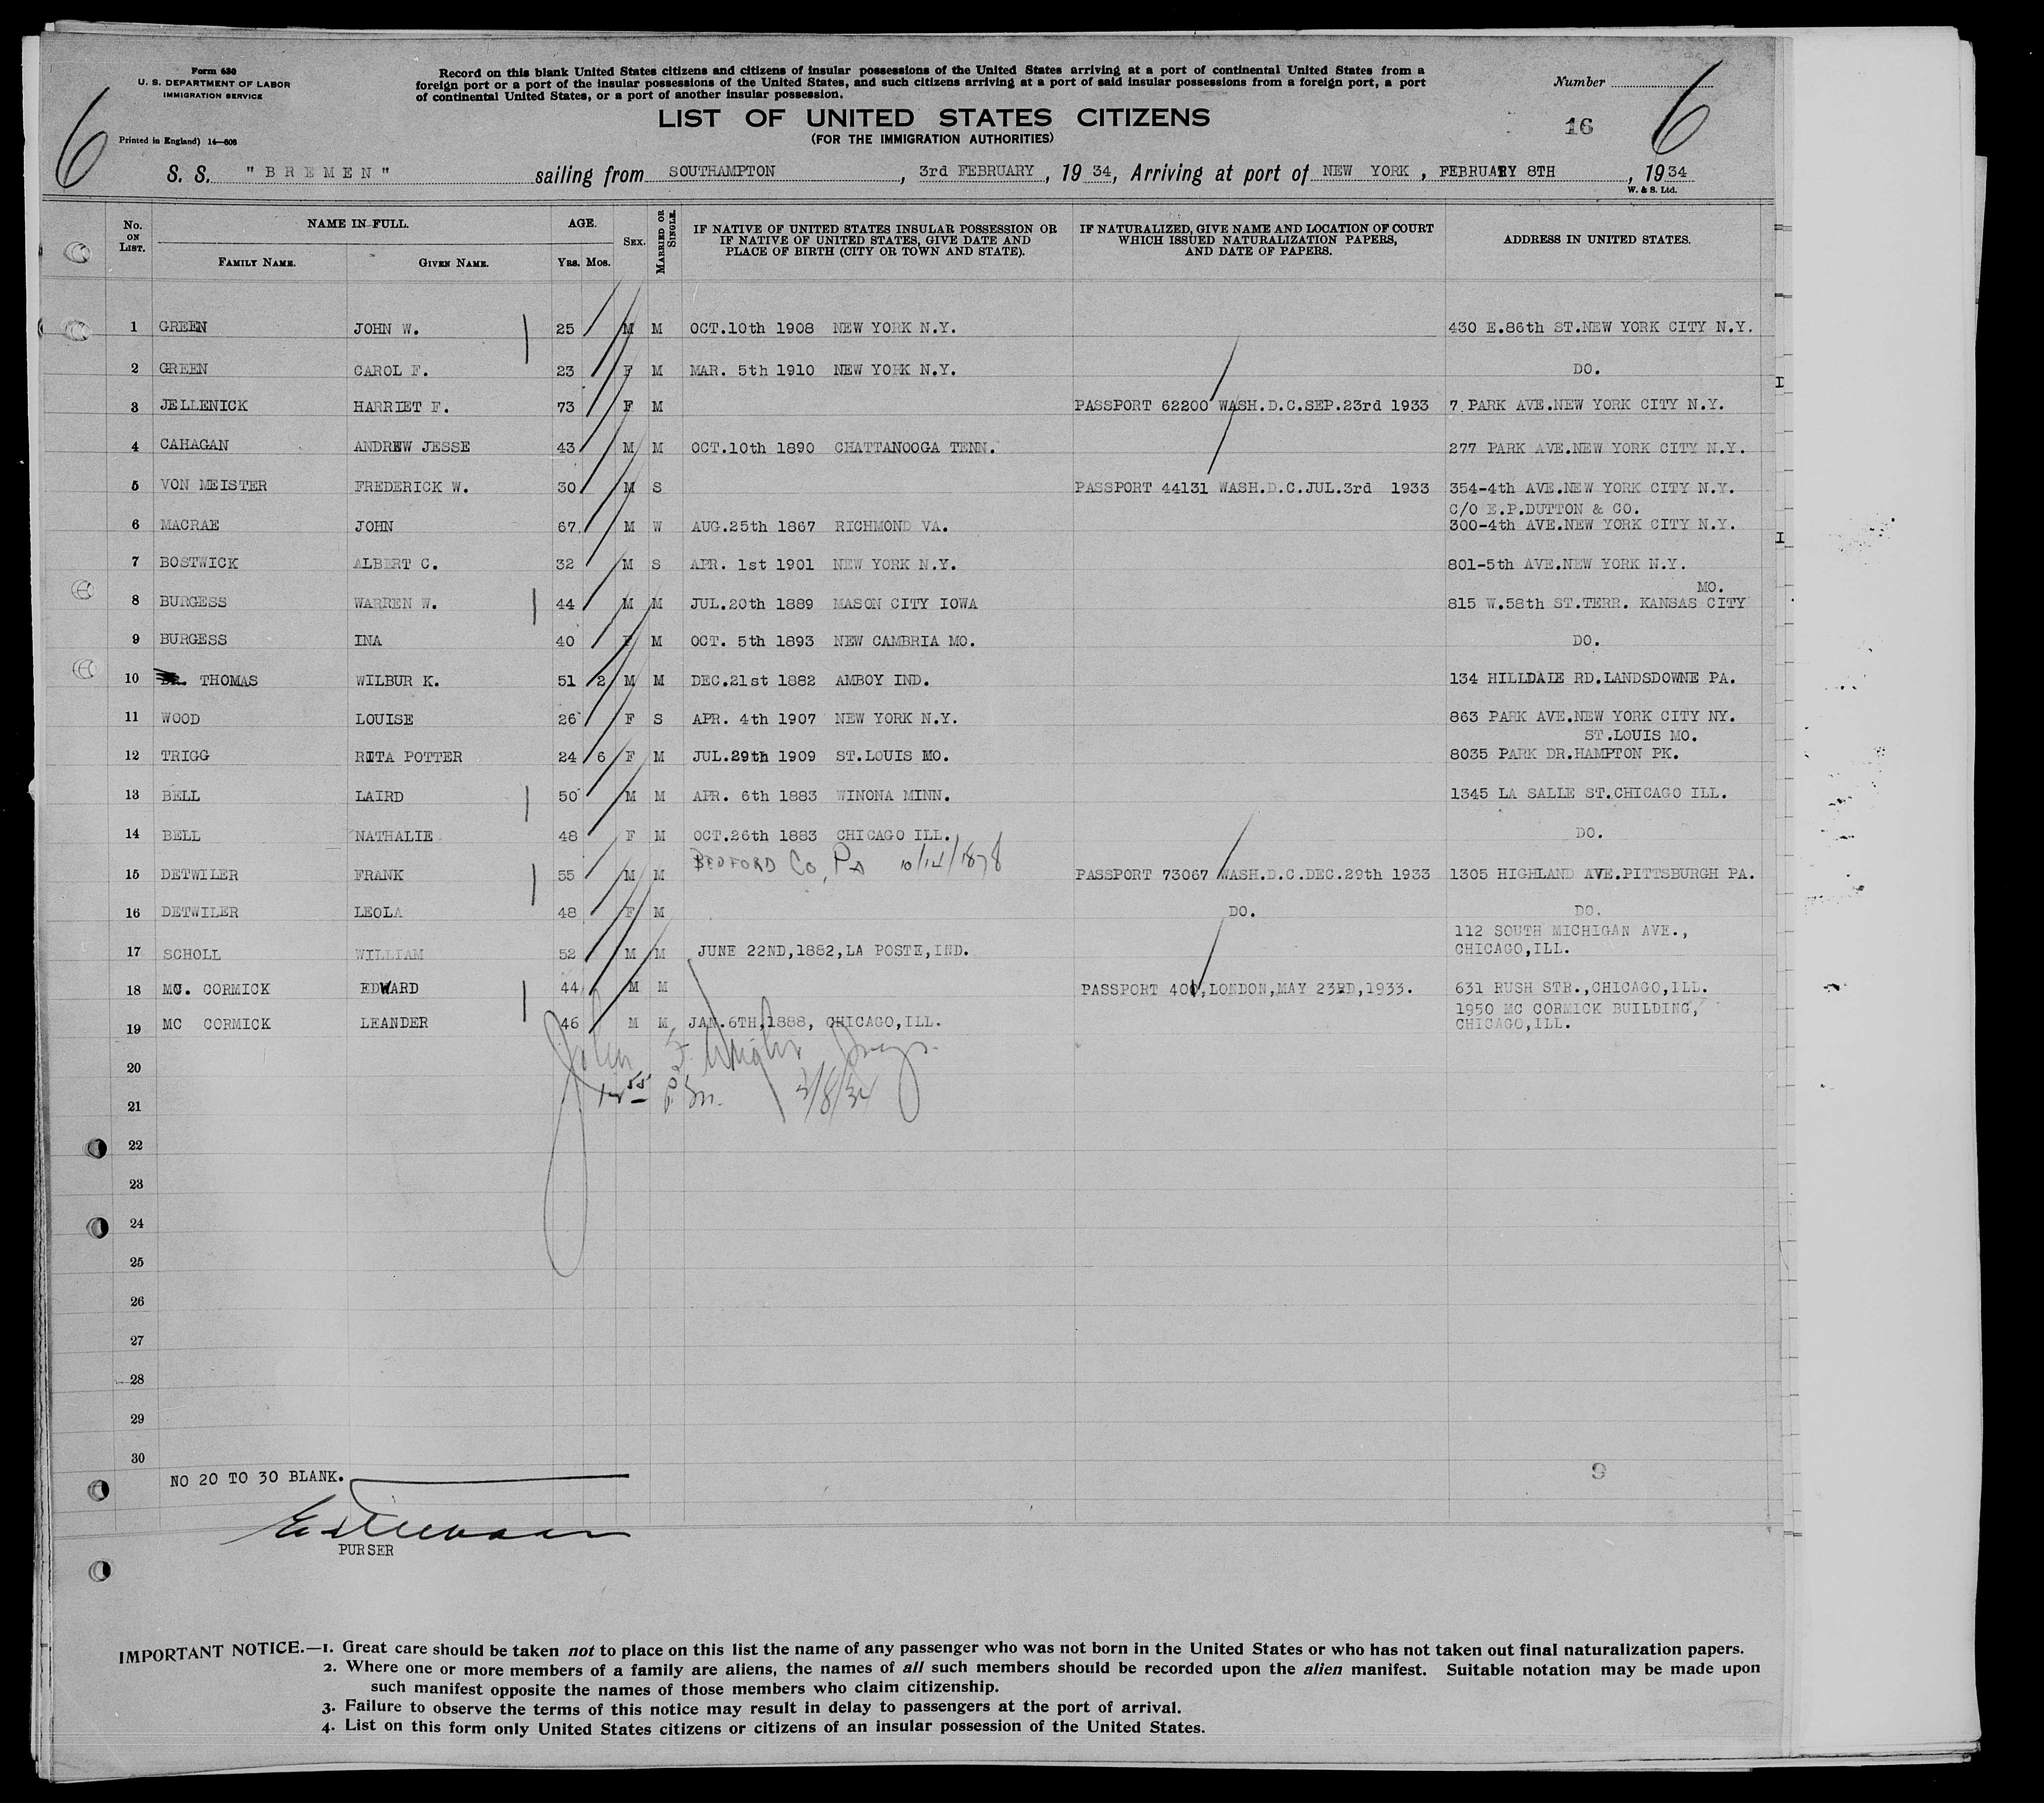 Form 630
U. S. DEPARTMENT OF LABOR
IMMIGRATION SERVICE
Printed in England) 14—608
Record on this blank United States citizens and citizens of insular possessions of the United States arriving at a port of continental United States from a
foreign port or a port of the insular possessions of the United States, and such citizens arriving at a port of said insular possessions from a foreign port, a port
of continental United States, or a port of another insular possession.
Number
6
6
16
LIST OF UNITED STATES CITIZENS
(FOR THE IMMIGRATION AUTHORITIES)
S. S. "BREMEN" sailing from SOUTHAMPTON, 3rd FEBRUARY, 1934, Arriving at port of NEW YORK, FEBRUARY 8TH, 1934
W. & S. Ltd.
No. ON LIST. NAME IN FULL. AGE. SEX. MARRIED OR SINGLE. IF NATIVE OF UNITED STATES INSULAR POSSESSION OR IF NATIVE OF UNITED STATES, GIVE DATE AND PLACE OF BIRTH (CITY OR TOWN AND STATE). IF NATURALIZED, GIVE NAME AND LOCATION OF COURT WHICH ISSUED NATURALIZATION PAPERS, AND DATE OF PAPERS. ADDRESS IN UNITED STATES.
FAMILY NAME. GIVEN NAME. YRS. MOS.
1 GREEN JOHN W. 25 M M OCT.10th 1908 NEW YORK N.Y. 430 E.86th ST.NEW YORK CITY N.Y.
2 GREEN CAROL F. 23 F M MAR. 5th 1910 NEW YORK N.Y. DO.
3 JELLENICK HARRIET F. 73 F M PASSPORT 62200 WASH.D.C.SEP.23rd 1933 7 PARK AVE.NEW YORK CITY N.Y.
4 CAHAGAN ANDREW JESSE 43 M M OCT.10th 1890 CHATTANOOGA TENN. 277 PARK AVE.NEW YORK CITY N.Y.
5 VON MEISTER FREDERICK W. 30 M S PASSPORT 44131 WASH.D.C.JUL.3rd 1933 354-4th AVE.NEW YORK CITY N.Y.
C/O E.P.DUTTON & CO.
6 MACRAE JOHN 67 M W AUG.25th 1867 RICHMOND VA. 300-4th AVE.NEW YORK CITY N.Y.
7 BOSTWICK ALBERT C. 32 M S APR. 1st 1901 NEW YORK N.Y. 801-5th AVE.NEW YORK N.Y.
MO.
8 BURGESS WARREN W. 44 M M JUL.20th 1889 MASON CITY IOWA 815 W.58th ST.TERR. KANSAS CITY
9 BURGESS INA 40 F M OCT. 5th 1893 NEW CAMBRIA MO. DO.
10 THOMAS WILBUR K. 51 2 M M DEC.21st 1882 AMBOY IND. 134 HILLDAIE RD.LANDSDOWNE PA.
11 WOOD LOUISE 26 F S APR. 4th 1907 NEW YORK N.Y. 863 PARK AVE.NEW YORK CITY NY.
ST.LOUIS MO.
12 TRIGG RITA POTTER 24 6 F M JUL.29th 1909 ST.LOUIS MO. 8035 PARK DR.HAMPTON PK.
13 BELL LAIRD 50 M M APR. 6th 1883 WINONA MINN. 1345 LA SALLE ST.CHICAGO ILL.
14 BELL NATHALIE 48 F M OCT.26th 1883 CHICAGO ILL. DO.
BEDFORD Co, Pa 10/14/1878
15 DETWILER FRANK 55 M M PASSPORT 73067 WASH.D.C.DEC.29th 1933 1305 HIGHLAND AVE.PITTSBURGH PA.
16 DETWILER LEOLA 48 F M DO. DO.
112 SOUTH MICHIGAN AVE.,
17 SCHOLL WILLIAM 52 M M JUNE 22ND,1882,LA POSTE,IND. CHICAGO,ILL.
18 MC. CORMICK EDWARD 44 M M PASSPORT 400,LONDON,MAY 23RD,1933. 631 RUSH STR.,CHICAGO,ILL.
1950 MC CORMICK BUILDING,
19 MC CORMICK LEANDER 46 M M JAN.6TH,1888, CHICAGO,ILL. CHICAGO,ILL.
20
John F.
2/8/34
21
22
23
24
25
26
27
28
29
30
NO 20 TO 30 BLANK.
9
PURSER
IMPORTANT NOTICE.—1. Great care should be taken not to place on this list the name of any passenger who was not born in the United States or who has not taken out final naturalization papers.
2. Where one or more members of a family are aliens, the names of all such members should be recorded upon the alien manifest. Suitable notation may be made upon
such manifest opposite the names of those members who claim citizenship.
3. Failure to observe the terms of this notice may result in delay to passengers at the port of arrival.
4. List on this form only United States citizens or citizens of an insular possession of the United States.